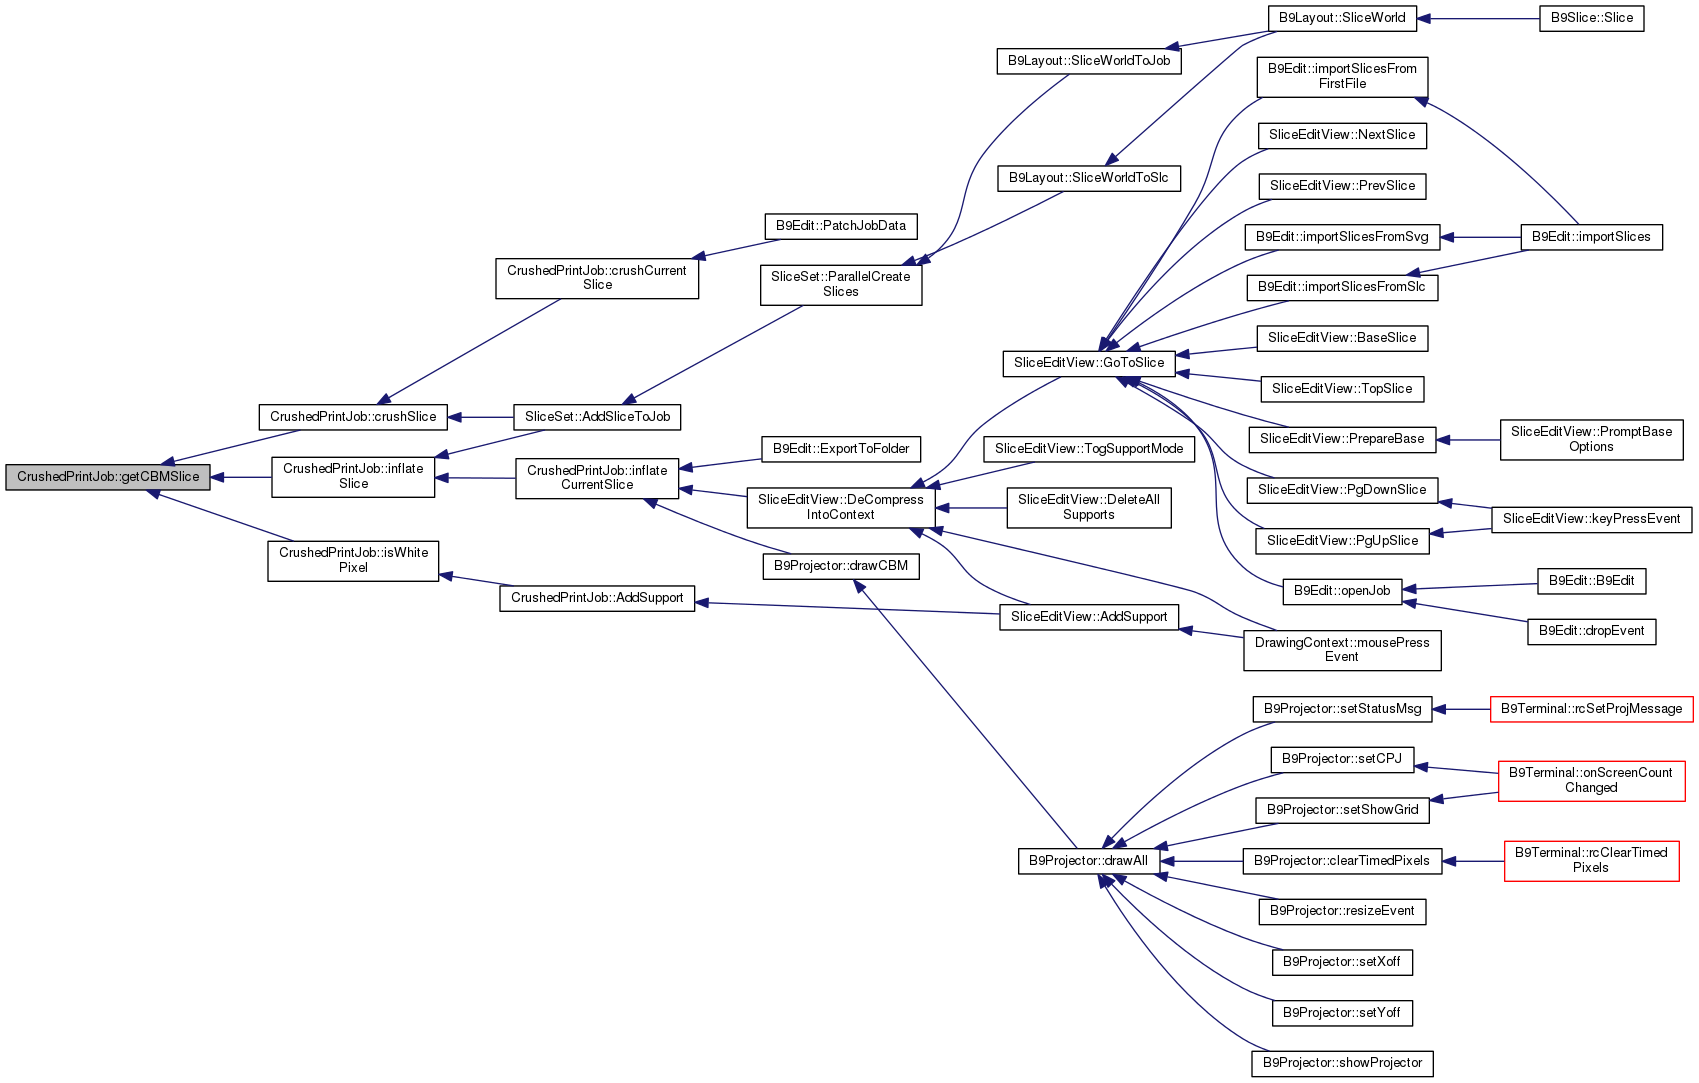 B9Layout::SliceWorld
B9Slice::Slice
B9Layout::SliceWorldToJob
B9Edit::importSlicesFrom
FirstFile
SliceEditView::NextSlice
B9Layout::SliceWorldToSlc
SliceEditView::PrevSlice
B9Edit::PatchJobData
B9Edit::importSlicesFromSvg
B9Edit::importSlices
CrushedPrintJob::crushCurrent
Slice
SliceSet::ParallelCreate
Slices
B9Edit::importSlicesFromSlc
SliceEditView::BaseSlice
SliceEditView::GoToSlice
SliceEditView::TopSlice
CrushedPrintJob::crushSlice
SliceSet::AddSliceToJob
SliceEditView::PrepareBase
SliceEditView::PromptBase
Options
B9Edit::ExportToFolder
SliceEditView::TogSupportMode
CrushedPrintJob::getCBMSlice
CrushedPrintJob::inflate
Slice
CrushedPrintJob::inflate
CurrentSlice
SliceEditView::PgDownSlice
SliceEditView::DeCompress
IntoContext
SliceEditView::DeleteAll
Supports
SliceEditView::keyPressEvent
SliceEditView::PgUpSlice
CrushedPrintJob::isWhite
Pixel
B9Projector::drawCBM
B9Edit::openJob
B9Edit::B9Edit
CrushedPrintJob::AddSupport
SliceEditView::AddSupport
B9Edit::dropEvent
DrawingContext::mousePress
Event
B9Projector::setStatusMsg
B9Terminal::rcSetProjMessage
B9Projector::setCPJ
B9Terminal::onScreenCount
Changed
B9Projector::setShowGrid
B9Projector::drawAll
B9Projector::clearTimedPixels
B9Terminal::rcClearTimed
Pixels
B9Projector::resizeEvent
B9Projector::setXoff
B9Projector::setYoff
B9Projector::showProjector